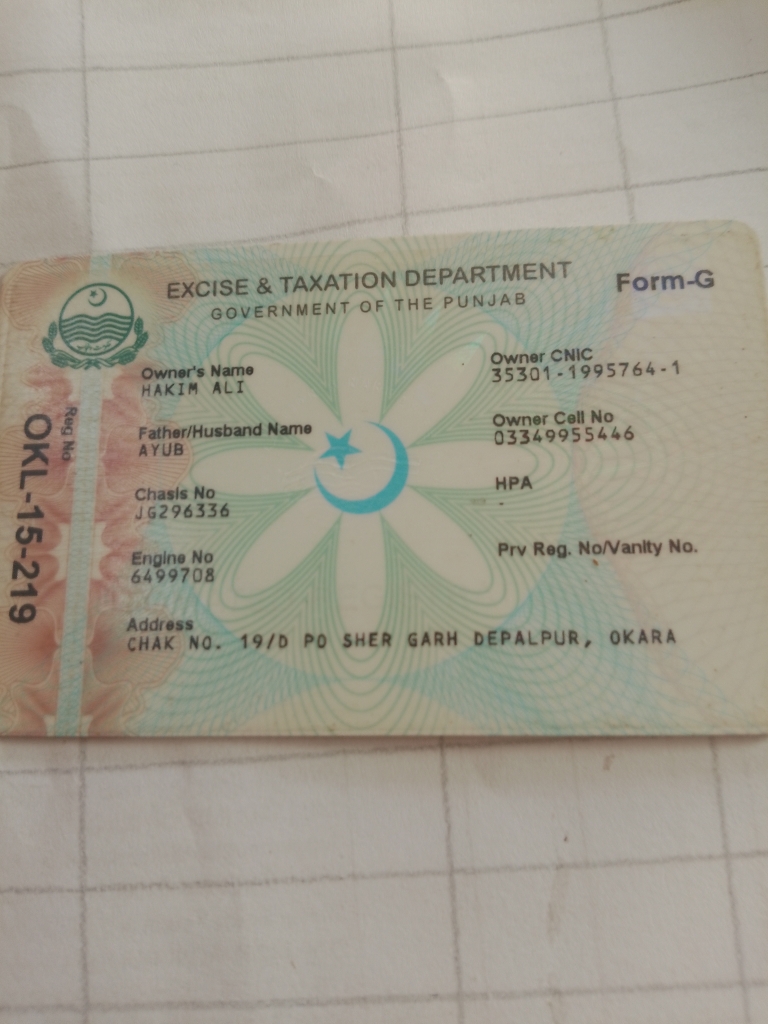 EXCISE & TAXATION DEPARTMENT
GOVERNMENT OF THE PUNJAB
Form-G
Reg No
OKL-15-219
Owner's Name
HAKIM ALI
Owner CNIC
35301-1995764-1
Father/Husband Name
AYUB
Owner Cell No
03349955446
Chasis No
JG296336
HPA
-
Engine No
6499708
Prv Reg. No/Vanity No.
Address
CHAK NO. 19/D PO SHER GARH DEPALPUR, OKARA